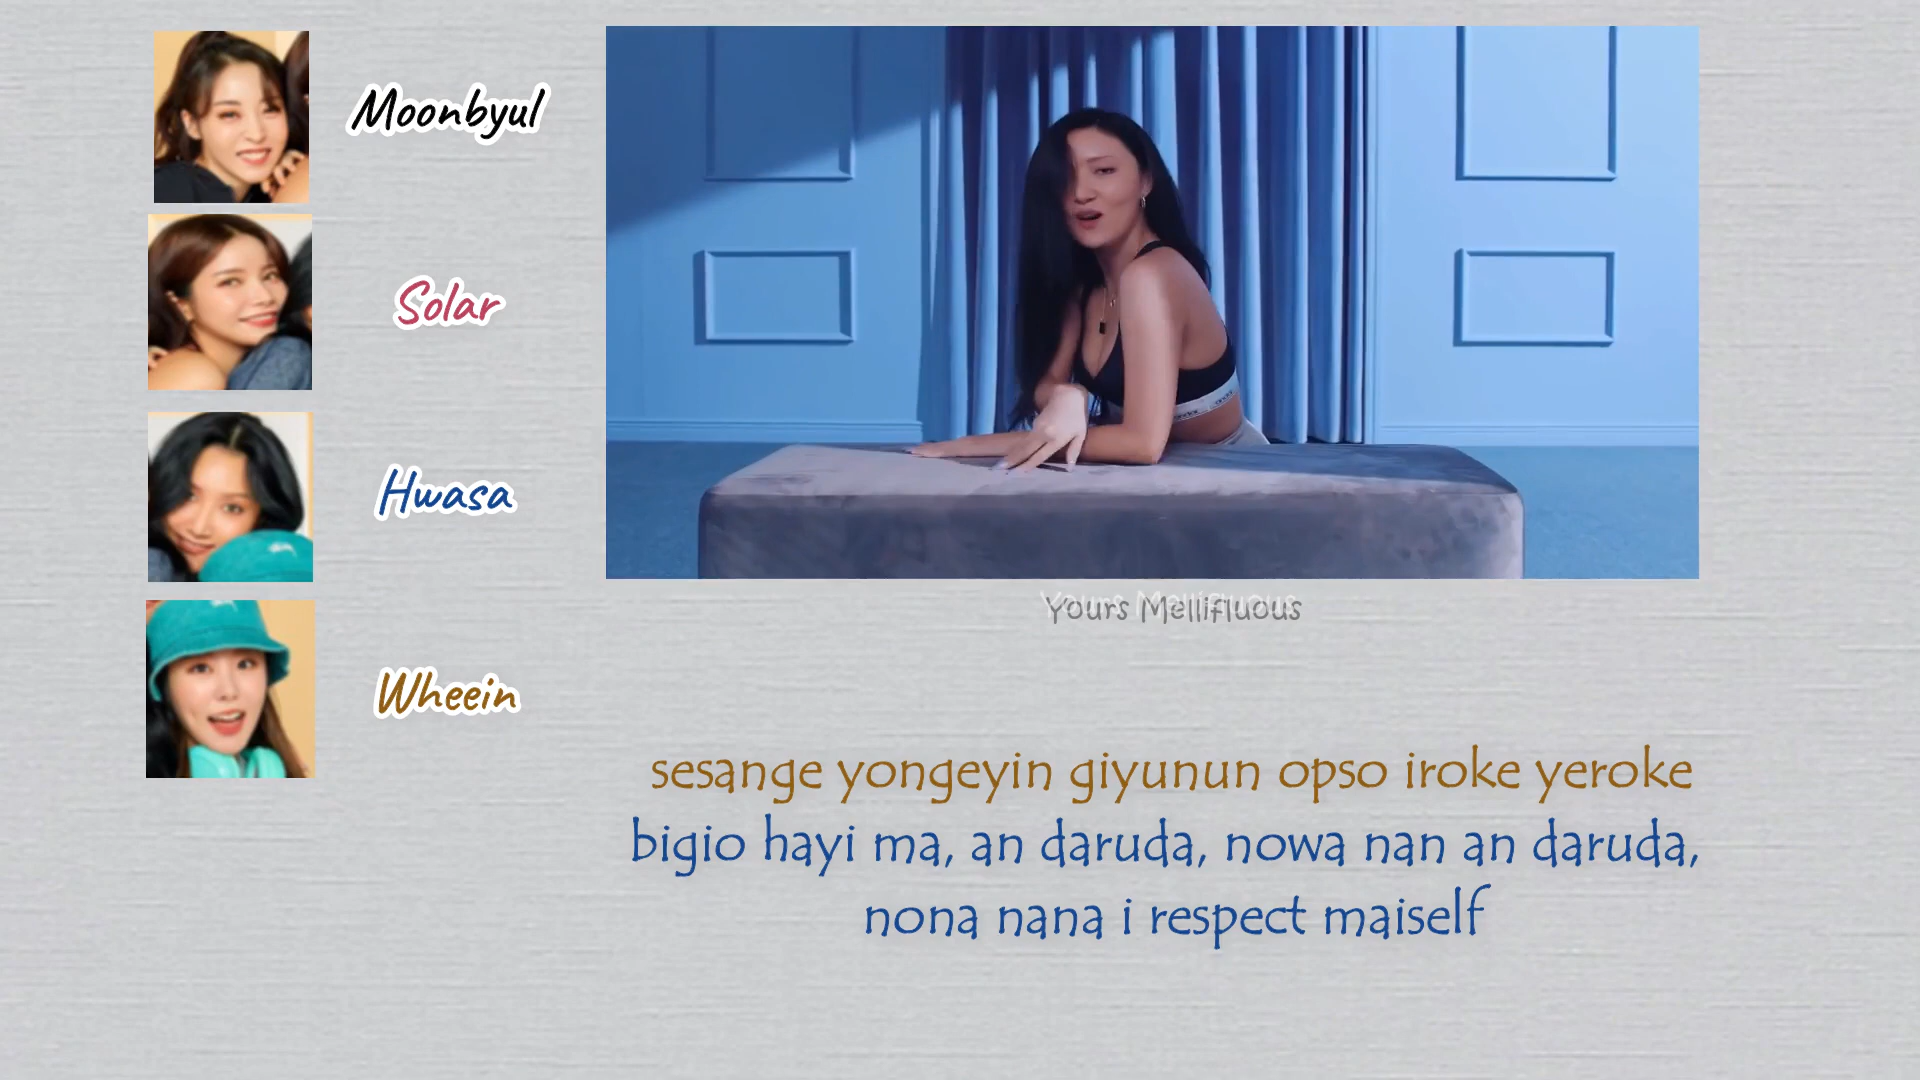 Moonbyul
Solar
Hwasa
Wheein
Yours Mellifluous
sesange yongeyin giyunun opso iroke yeroke
bigio hayi ma, an daruda, nowa nan an daruda,
nona nana i respect maiself